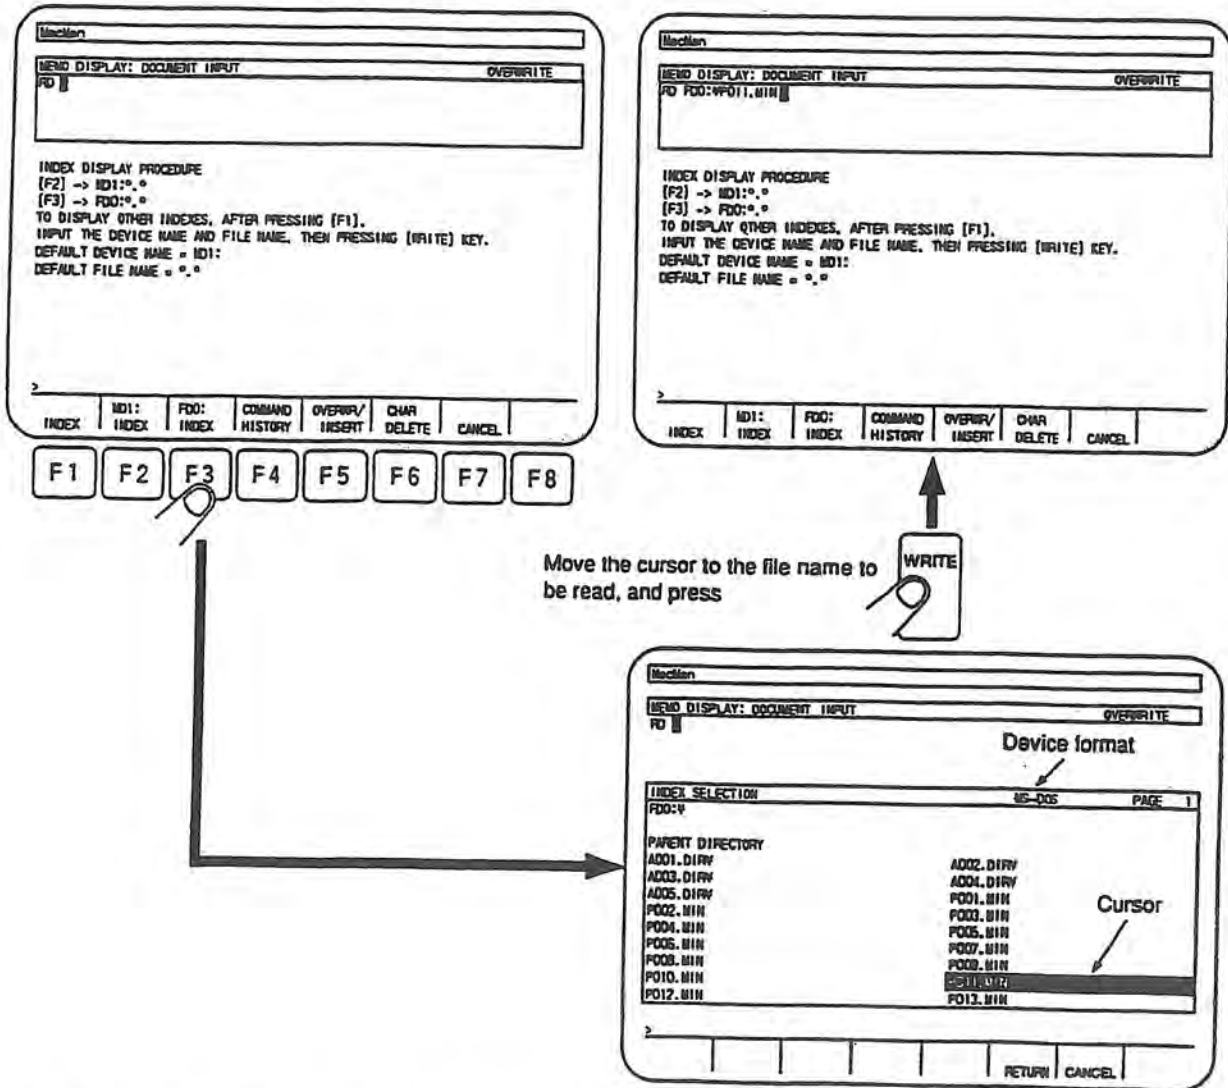 MacMan
MEMO DISPLAY: DOCUMENT INPUT OVERWRITE
RD
INDEX DISPLAY PROCEDURE
[F2] -> MD1:*.*
[F3] -> FD0:*.*
TO DISPLAY OTHER INDEXES, AFTER PRESSING [F1].
INPUT THE DEVICE NAME AND FILE NAME, THEN PRESSING [WRITE] KEY.
DEFAULT DEVICE NAME = MD1:
DEFAULT FILE NAME = *.*
>
INDEX MD1: INDEX FD0: INDEX COMMAND HISTORY OVERWR/ INSERT CHAR DELETE CANCEL
F1 F2 F3 F4 F5 F6 F7 F8
MacMan
MEMO DISPLAY: DOCUMENT INPUT OVERWRITE
RD FD0:¥P011.MIN
INDEX DISPLAY PROCEDURE
[F2] -> MD1:*.*
[F3] -> FD0:*.*
TO DISPLAY OTHER INDEXES, AFTER PRESSING [F1].
INPUT THE DEVICE NAME AND FILE NAME, THEN PRESSING [WRITE] KEY.
DEFAULT DEVICE NAME = MD1:
DEFAULT FILE NAME = *.*
>
INDEX MD1: INDEX FD0: INDEX COMMAND HISTORY OVERWR/ INSERT CHAR DELETE CANCEL
Move the cursor to the file name to
be read, and press
WRITE
MacMan
MEMO DISPLAY: DOCUMENT INPUT OVERWRITE
RD
Device format
INDEX SELECTION MS-DOS PAGE 1
FD0:¥
PARENT DIRECTORY
A001.DIR¥ A002.DIR¥
A003.DIR¥ A004.DIR¥
A005.DIR¥ P001.MIN
P002.MIN P003.MIN
P004.MIN P005.MIN
P006.MIN P007.MIN
P008.MIN P009.MIN
P010.MIN P011.MIN
P012.MIN P013.MIN
Cursor
>
RETURN CANCEL